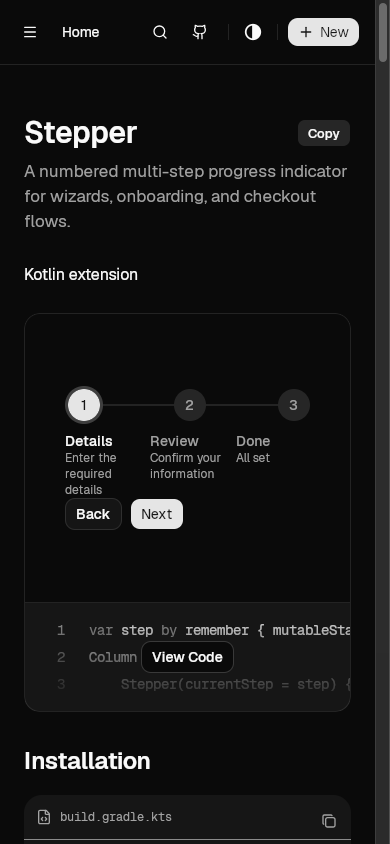 Home
New
Stepper
Copy
A numbered multi-step progress indicator
for wizards, onboarding, and checkout
flows.
Kotlin extension
1 2 3
Details Review Done
Enter the Confirm your All set
required information
details
Back Next
1 var step by remember { mutableSta
2 Column
View Code
3 Stepper(currentStep = step) {
Installation
build.gradle.kts